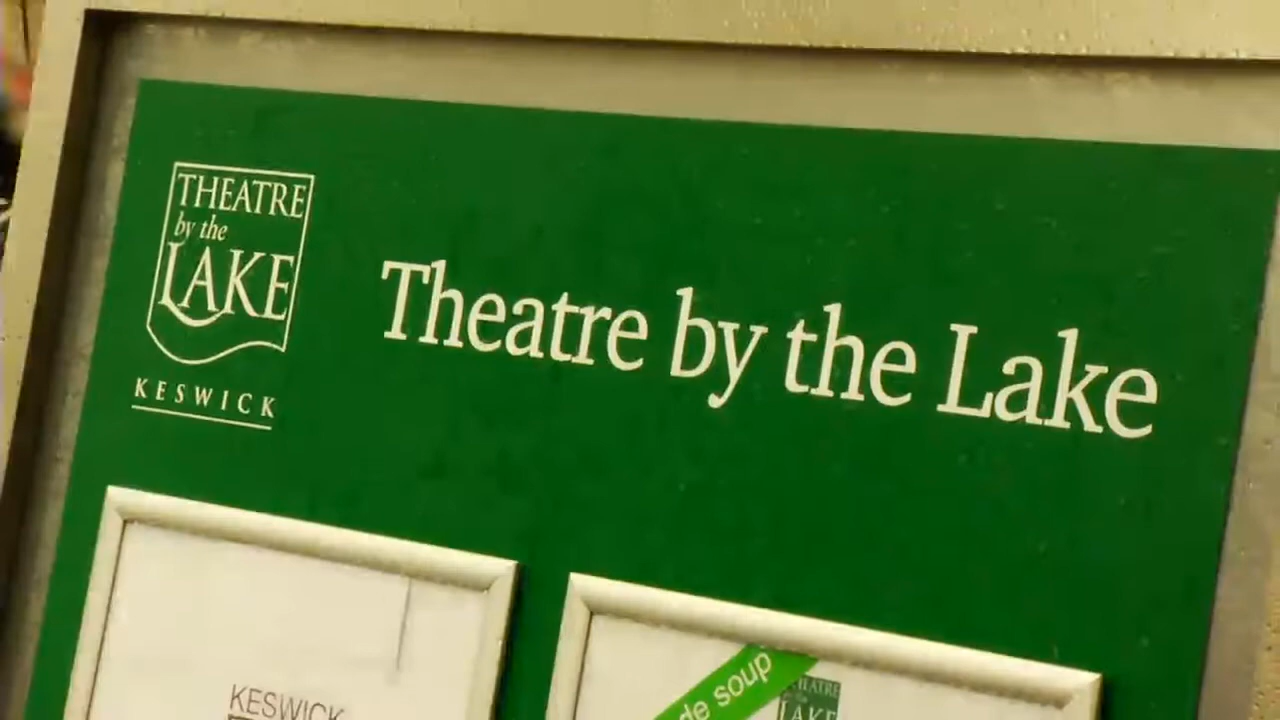 THEATRE
by the
LAKE
KESWICK
Theatre by the Lake
KESWICK
de soup
THEATRE
LAKE